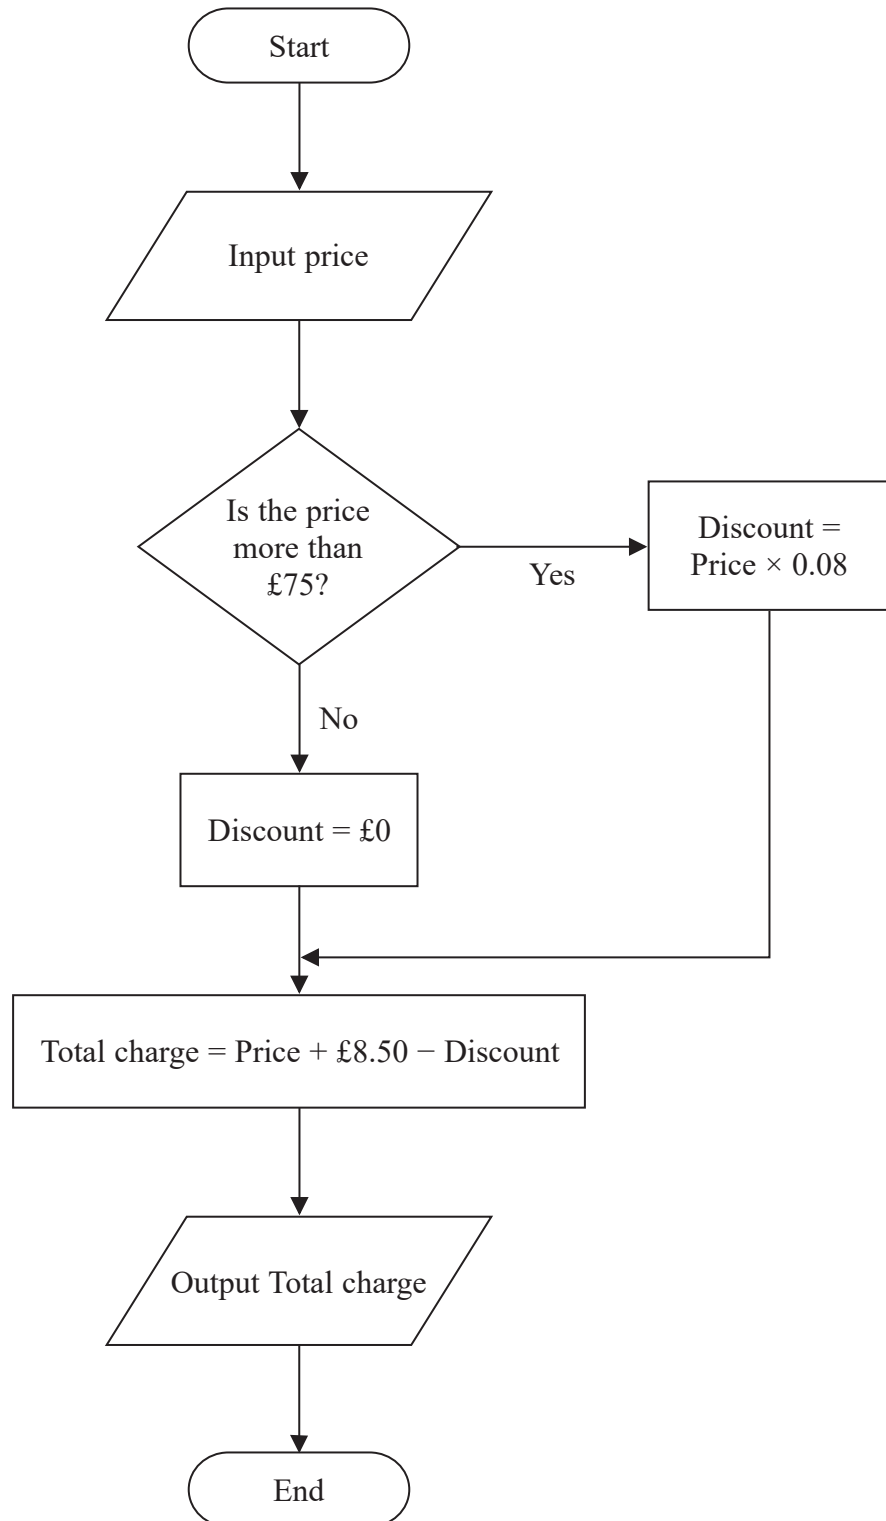 Start
Input price
Is the price
more than
£75?
Yes
Discount =
Price × 0.08
No
Discount = £0
Total charge = Price + £8.50 − Discount
Output Total charge
End